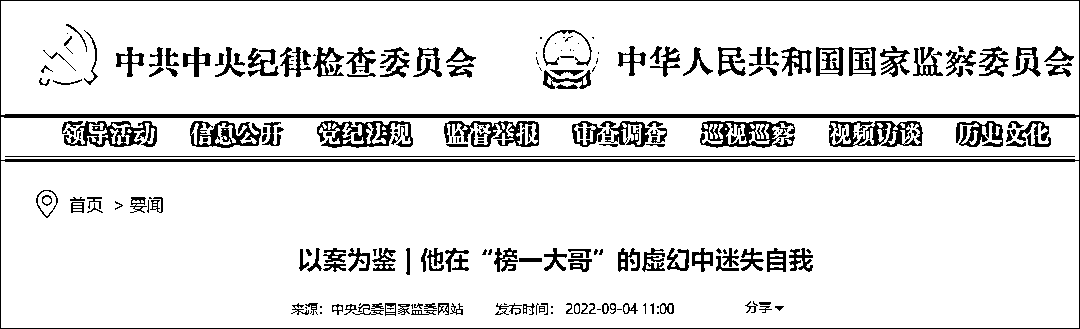 中共中央纪律检查委员会 中华人民共和国国家监察委员会
领导活动 信息公开 党纪法规 监督举报 审查调查 巡视巡察 视频访谈 历史文化
首页 > 要闻
以案为鉴 | 他在“榜一大哥”的虚幻中迷失自我
来源：中央纪委国家监委网站 发布时间：2022-09-04 11:00 分享